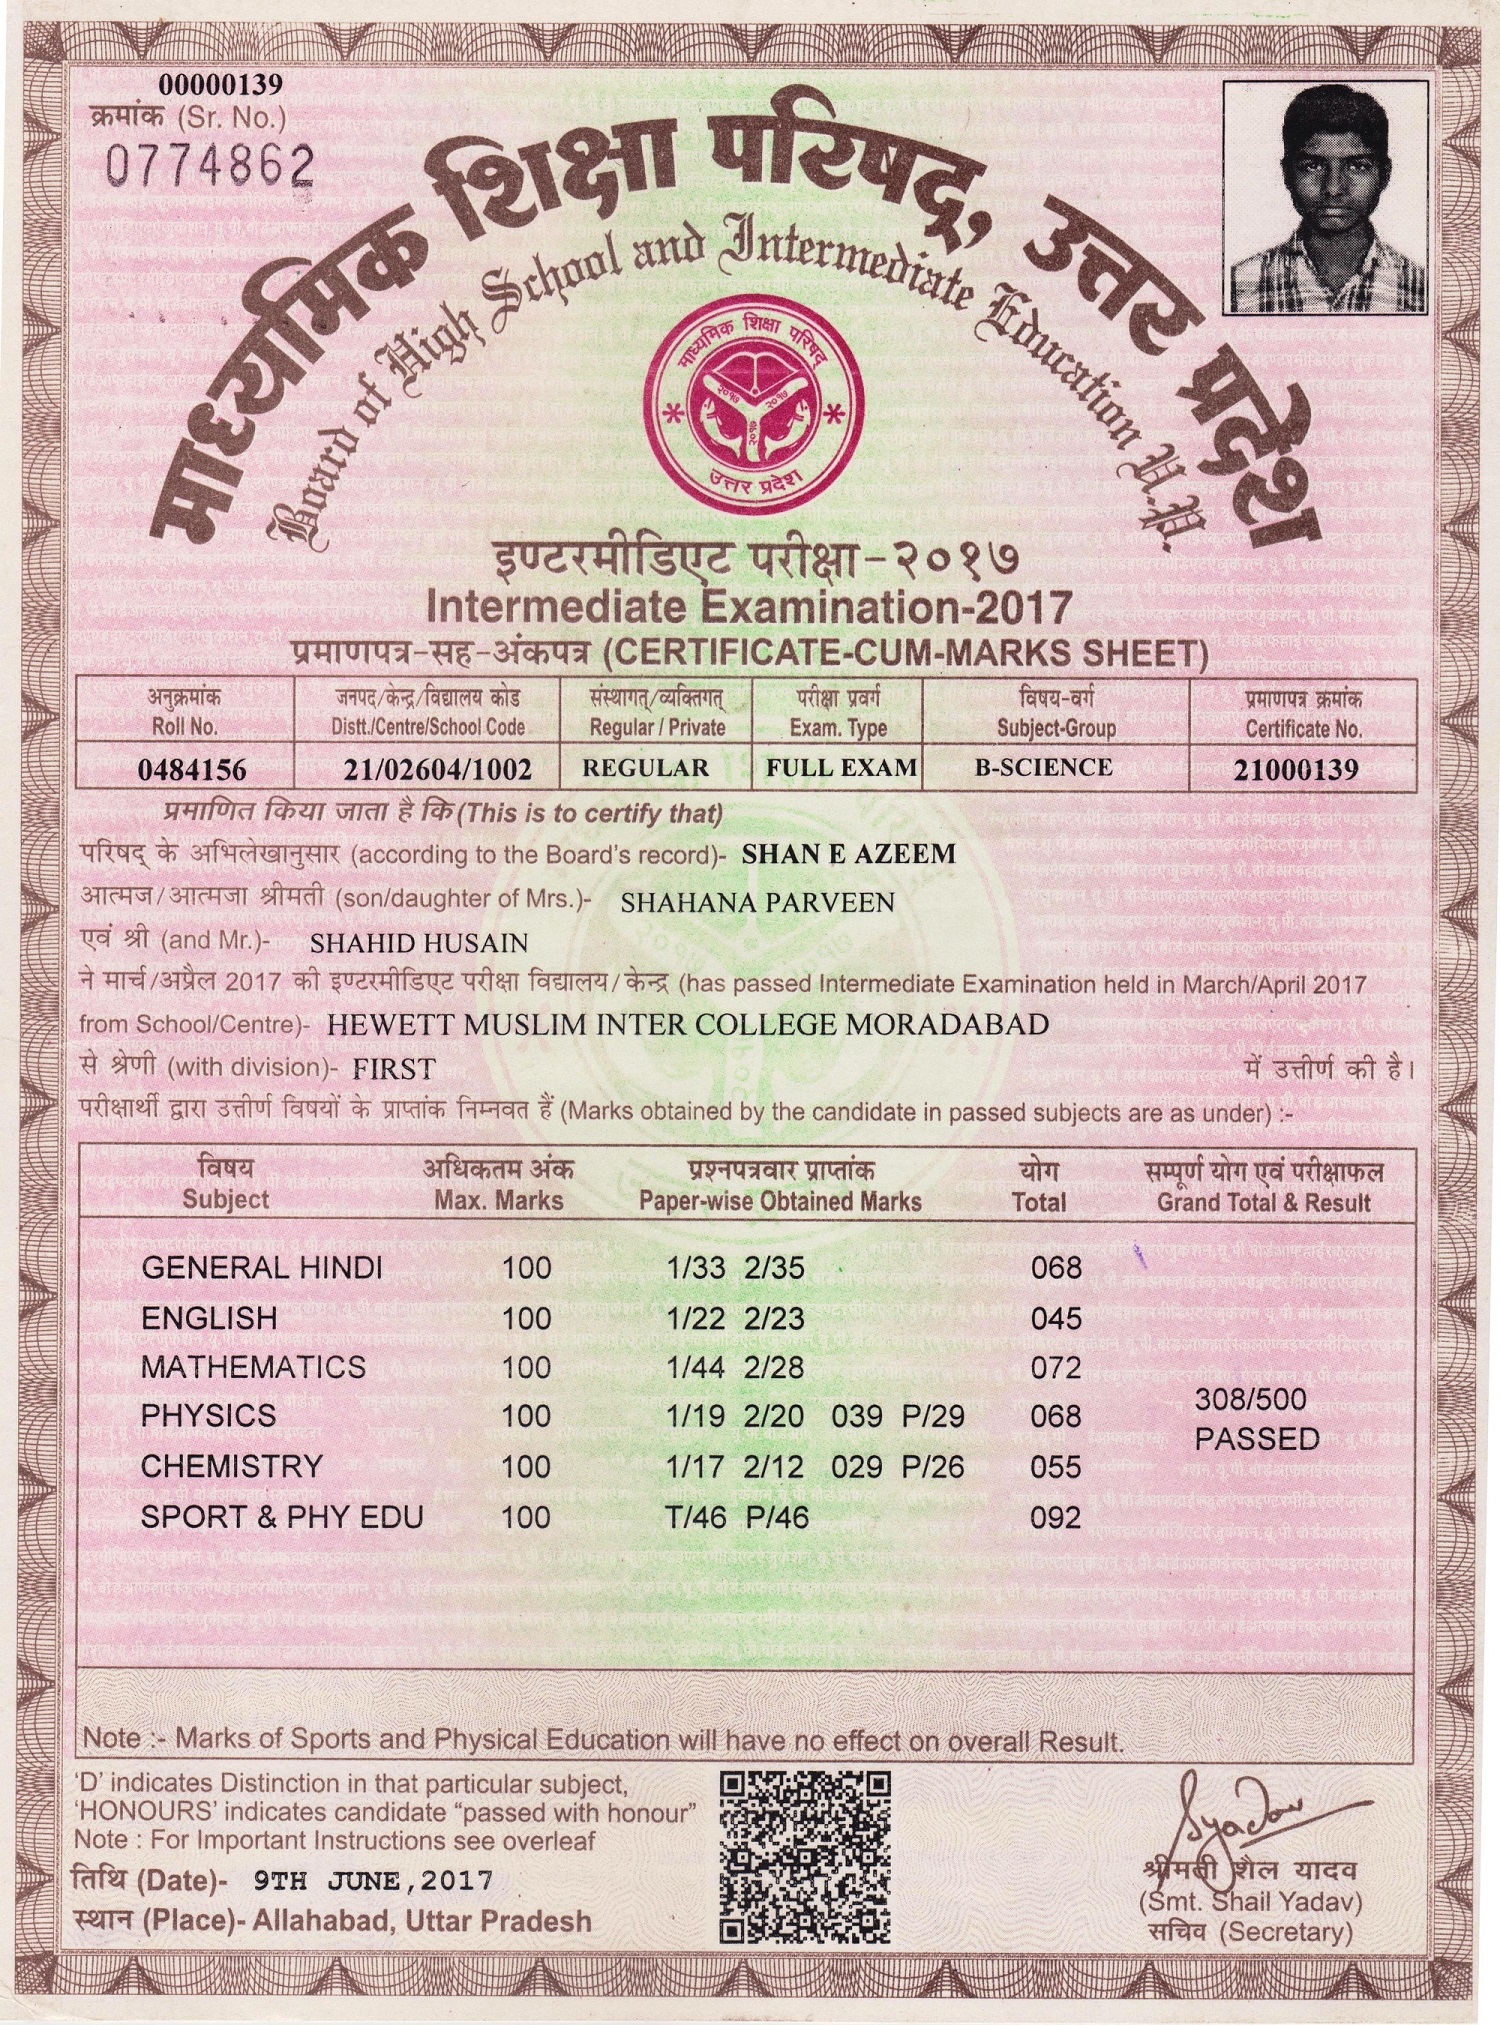 00000139
क्रमांक (Sr. No.)
0774862
माध्यमिक शिक्षा परिषद्, उत्तर प्रदेश
Board of High School and Intermediate Education U.P.
माध्यमिक शिक्षा परिषद्
२०१७ २०१७
२०१७
उत्तर प्रदेश
इण्टरमीडिएट परीक्षा-२०१७
Intermediate Examination-2017
प्रमाणपत्र-सह-अंकपत्र (CERTIFICATE-CUM-MARKS SHEET)
अनुक्रमांक जनपद/केन्द्र/विद्यालय कोड संस्थागत्/व्यक्तिगत् परीक्षा प्रवर्ग विषय-वर्ग प्रमाणपत्र क्रमांक
Roll No. Distt./Centre/School Code Regular / Private Exam. Type Subject-Group Certificate No.
0484156 21/02604/1002 REGULAR FULL EXAM B-SCIENCE 21000139
प्रमाणित किया जाता है कि (This is to certify that)
परिषद् के अभिलेखानुसार (according to the Board's record)- SHAN E AZEEM
आत्मज/आत्मजा श्रीमती (son/daughter of Mrs.)- SHAHANA PARVEEN
एवं श्री (and Mr.)- SHAHID HUSAIN
ने मार्च/अप्रैल 2017 की इण्टरमीडिएट परीक्षा विद्यालय/केन्द्र (has passed Intermediate Examination held in March/April 2017
from School/Centre)- HEWETT MUSLIM INTER COLLEGE MORADABAD
से श्रेणी (with division)- FIRST में उत्तीर्ण की है।
परीक्षार्थी द्वारा उत्तीर्ण विषयों के प्राप्तांक निम्नवत हैं (Marks obtained by the candidate in passed subjects are as under) :-
विषय अधिकतम अंक प्रश्नपत्रवार प्राप्तांक योग सम्पूर्ण योग एवं परीक्षाफल
Subject Max. Marks Paper-wise Obtained Marks Total Grand Total & Result
GENERAL HINDI 100 1/33 2/35 068
ENGLISH 100 1/22 2/23 045
MATHEMATICS 100 1/44 2/28 072
308/500
PHYSICS 100 1/19 2/20 039 P/29 068
PASSED
CHEMISTRY 100 1/17 2/12 029 P/26 055
SPORT & PHY EDU 100 T/46 P/46 092
Note :- Marks of Sports and Physical Education will have no effect on overall Result.
'D' indicates Distinction in that particular subject,
'HONOURS' indicates candidate "passed with honour"
Note : For Important Instructions see overleaf
तिथि (Date)- 9TH JUNE,2017
स्थान (Place)- Allahabad, Uttar Pradesh
Syadav
श्रीमती शैल यादव
(Smt. Shail Yadav)
सचिव (Secretary)